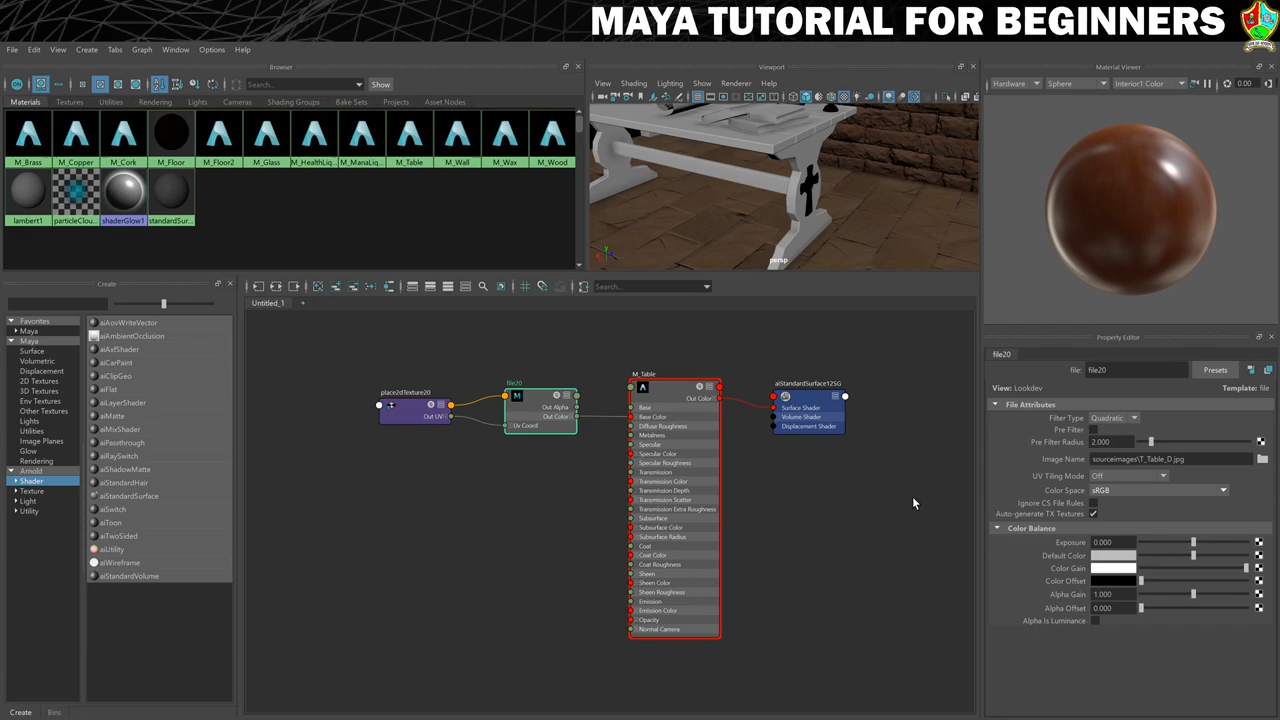 MAYA TUTORIAL FOR BEGINNERS
File Edit View Create Tabs Graph Window Options Help
Browser
Search... Show
Materials Textures Utilities Rendering Lights Cameras Shading Groups Bake Sets Projects Asset Nodes
M_Brass M_Copper M_Cork M_Floor M_Floor2 M_Glass M_HealthLiq... M_ManaLiq... M_Table M_Wall M_Wax M_Wood
lambert1 particleClou... shaderGlow1 standardSur...
Viewport
View Shading Lighting Show Renderer Help
persp
Material Viewer
Hardware Sphere Interior1 Color 0.00
Create
Favorites
Maya
Maya
Surface
Volumetric
Displacement
2D Textures
3D Textures
Env Textures
Other Textures
Lights
Utilities
Image Planes
Glow
Rendering
Arnold
Shader
Texture
Light
Utility
aiAovWriteVector
aiAmbientOcclusion
aiAxfShader
aiCarPaint
aiClipGeo
aiFlat
aiLayerShader
aiMatte
aiMixShader
aiPassthrough
aiRaySwitch
aiShadowMatte
aiStandardHair
aiStandardSurface
aiSwitch
aiToon
aiTwoSided
aiUtility
aiWireframe
aiStandardVolume
Create Bins
Search...
Untitled_1 +
place2dTexture20
Out UV
file20
M
Out Alpha
Out Color
Uv Coord
M_Table
Out Color
Base
Base Color
Diffuse Roughness
Metalness
Specular
Specular Color
Specular Roughness
Transmission
Transmission Color
Transmission Depth
Transmission Scatter
Transmission Extra Roughness
Subsurface
Subsurface Color
Subsurface Radius
Coat
Coat Color
Coat Roughness
Sheen
Sheen Color
Sheen Roughness
Emission
Emission Color
Opacity
Normal Camera
aiStandardSurface12SG
Surface Shader
Volume Shader
Displacement Shader
Property Editor
file20
file: file20 Presets
View: Lookdev Template: file
File Attributes
Filter Type Quadratic
Pre Filter
Pre Filter Radius 2.000
Image Name sourceimages\T_Table_D.jpg
UV Tiling Mode Off
Color Space sRGB
Ignore CS File Rules
Auto-generate TX Textures
Color Balance
Exposure 0.000
Default Color
Color Gain
Color Offset
Alpha Gain 1.000
Alpha Offset 0.000
Alpha Is Luminance